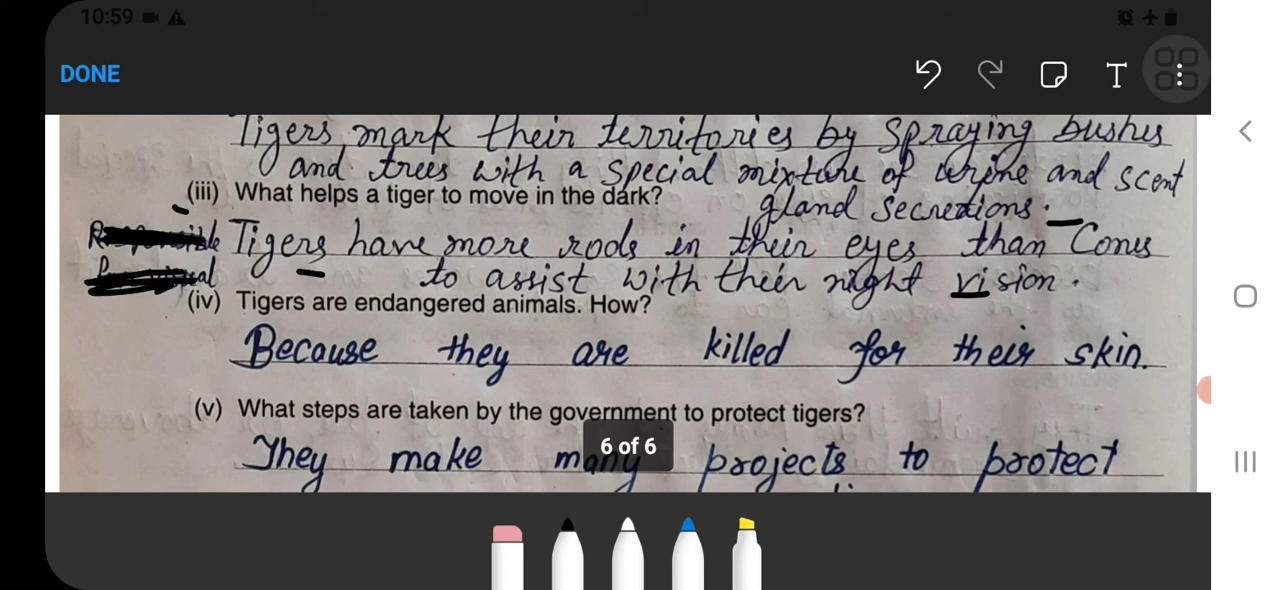 10:59
DONE
T
Tigers mark their territories by spraying bushes
and trees with a special mixture of urine and scent
(iii) What helps a tiger to move in the dark?
gland secretions.
Tigers have more rods in their eyes than Cones
to assist with their night vision.
(iv) Tigers are endangered animals. How?
Because they are killed for their skin.
(v) What steps are taken by the government to protect tigers?
6 of 6
They make many projects to protect